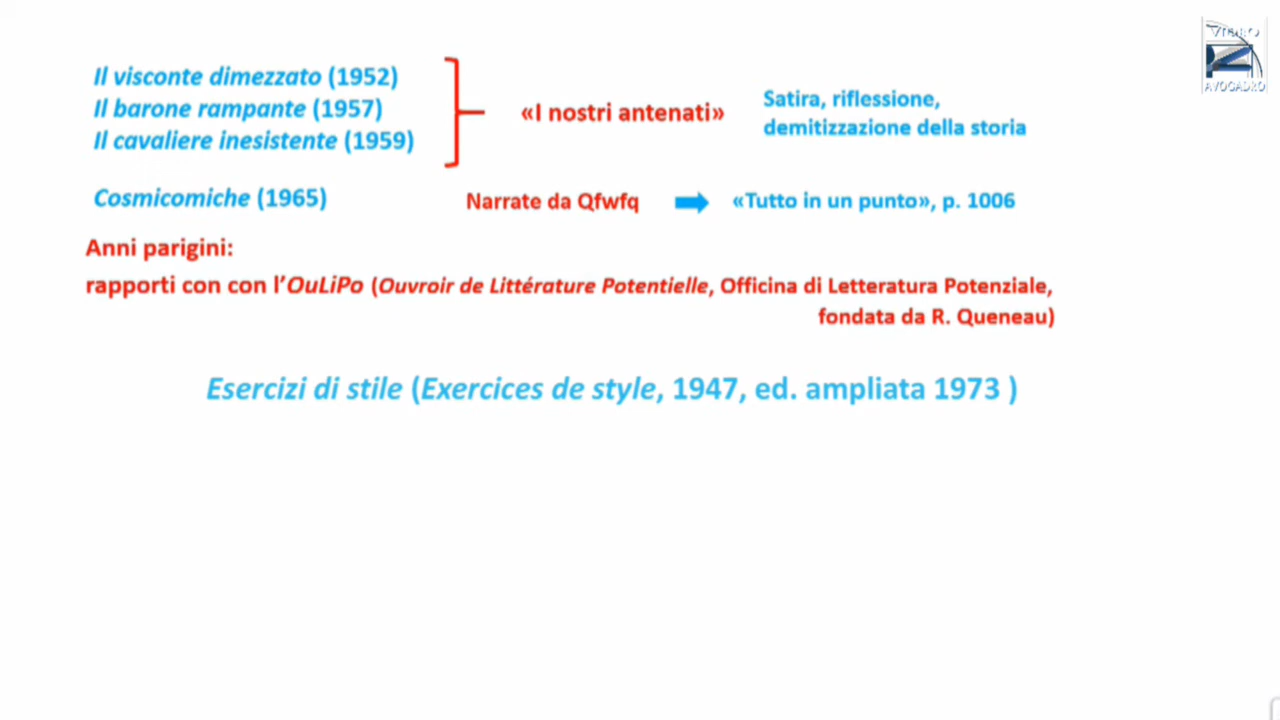 Il visconte dimezzato (1952)
Il barone rampante (1957)
Il cavaliere inesistente (1959)
«I nostri antenati»
Satira, riflessione,
demitizzazione della storia
Cosmicomiche (1965)
Narrate da Qfwfq
«Tutto in un punto», p. 1006
Anni parigini:
rapporti con con l’OuLiPo (Ouvroir de Littérature Potentielle, Officina di Letteratura Potenziale,
fondata da R. Queneau)
Esercizi di stile (Exercices de style, 1947, ed. ampliata 1973 )
VIDEO
AVOGADRO